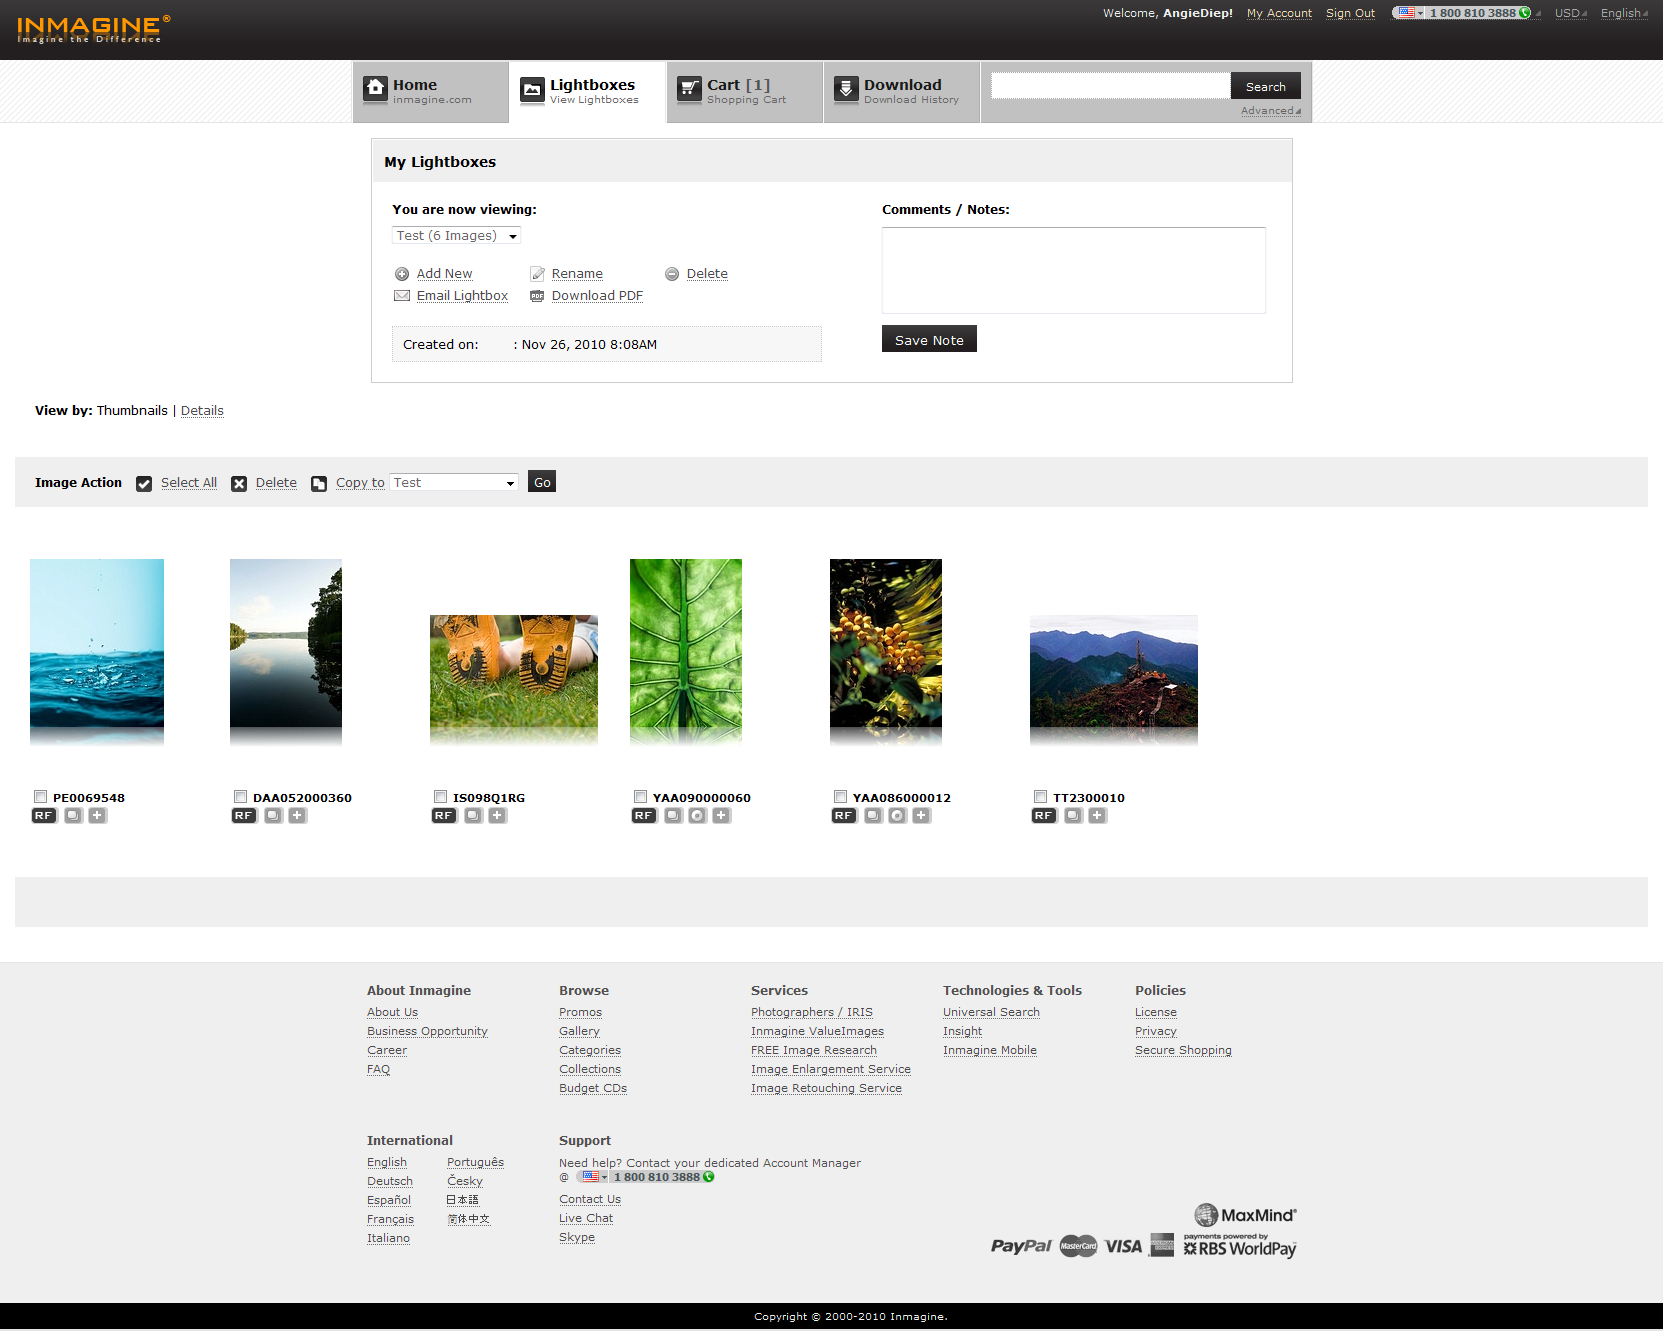 INMAGINE®
Imagine the Difference
Welcome, AngieDiep! My Account Sign Out 1 800 810 3888 USD English
Home
inmagine.com
Lightboxes
View Lightboxes
Cart [1]
Shopping Cart
Download
Download History
Search
Advanced
My Lightboxes
You are now viewing:
Test (6 Images)
Add New Rename Delete
Email Lightbox Download PDF
Created on: : Nov 26, 2010 8:08AM
Comments / Notes:
Save Note
View by: Thumbnails | Details
Image Action Select All Delete Copy to Test Go
PE0069548
RF
DAA052000360
RF
IS098Q1RG
RF
YAA090000060
RF
YAA086000012
RF
TT2300010
RF
About Inmagine
About Us
Business Opportunity
Career
FAQ
Browse
Promos
Gallery
Categories
Collections
Budget CDs
Services
Photographers / IRIS
Inmagine ValueImages
FREE Image Research
Image Enlargement Service
Image Retouching Service
Technologies & Tools
Universal Search
Insight
Inmagine Mobile
Policies
License
Privacy
Secure Shopping
International
English
Deutsch
Español
Français
Italiano
Português
Česky
日本語
简体中文
Support
Need help? Contact your dedicated Account Manager
@ 1 800 810 3888
Contact Us
Live Chat
Skype
MaxMind
PayPal MasterCard VISA
payments powered by
RBS WorldPay
Copyright © 2000-2010 Inmagine.